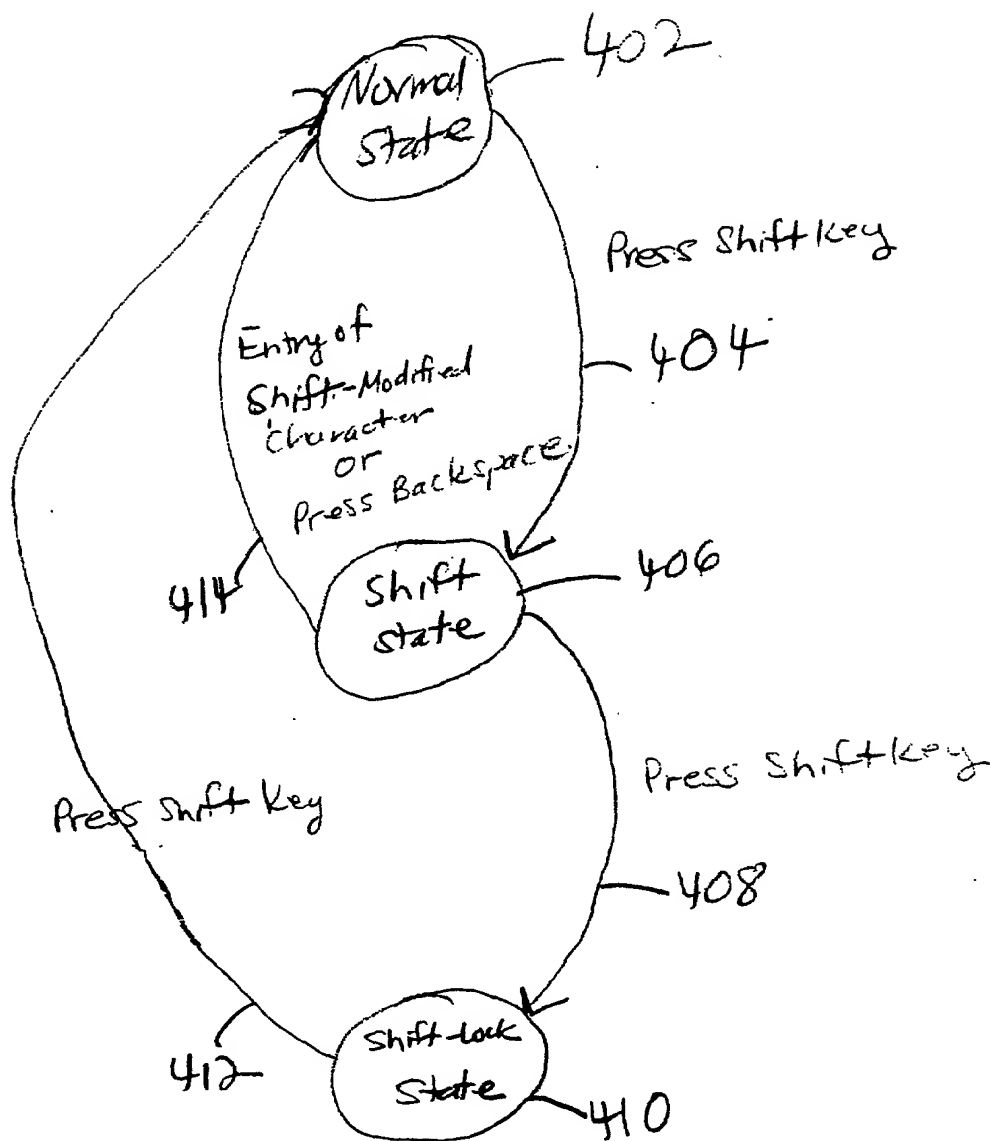 402
Normal
State
Press Shift Key
404
Entry of
Shift-Modified
Character
or
Press Backspace
414
Shift
State
406
Press Shift Key
408
Press Shift Key
412
Shift-Lock
State
410